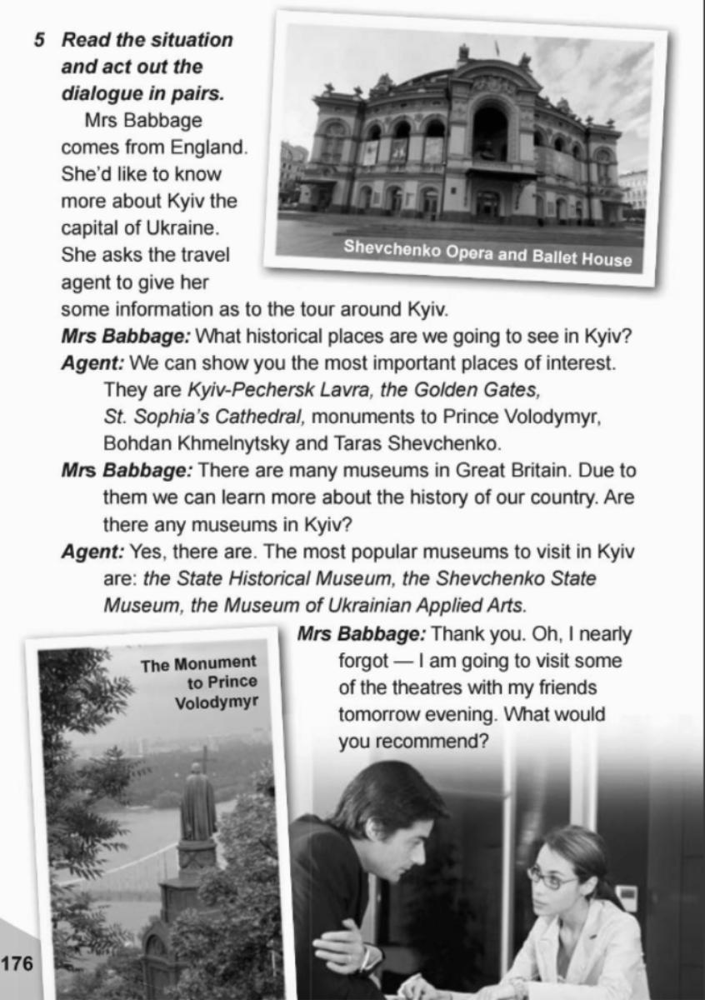 5 Read the situation
and act out the
dialogue in pairs.
Mrs Babbage
comes from England.
She'd like to know
more about Kyiv the
capital of Ukraine.
She asks the travel
agent to give her
some information as to the tour around Kyiv.
Shevchenko Opera and Ballet House
Mrs Babbage: What historical places are we going to see in Kyiv?
Agent: We can show you the most important places of interest.
They are Kyiv-Pechersk Lavra, the Golden Gates,
St. Sophia's Cathedral, monuments to Prince Volodymyr,
Bohdan Khmelnytsky and Taras Shevchenko.
Mrs Babbage: There are many museums in Great Britain. Due to
them we can learn more about the history of our country. Are
there any museums in Kyiv?
Agent: Yes, there are. The most popular museums to visit in Kyiv
are: the State Historical Museum, the Shevchenko State
Museum, the Museum of Ukrainian Applied Arts.
Mrs Babbage: Thank you. Oh, I nearly
forgot — I am going to visit some
of the theatres with my friends
tomorrow evening. What would
you recommend?
The Monument
to Prince
Volodymyr
176